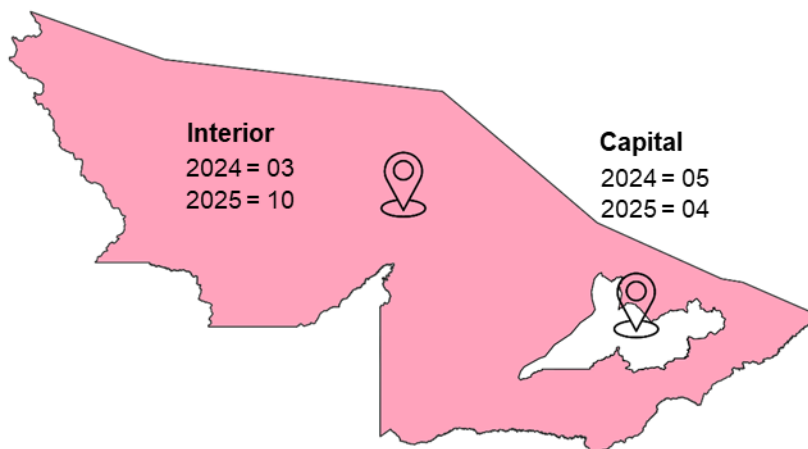 Interior
2024 = 03
2025 = 10
Capital
2024 = 05
2025 = 04